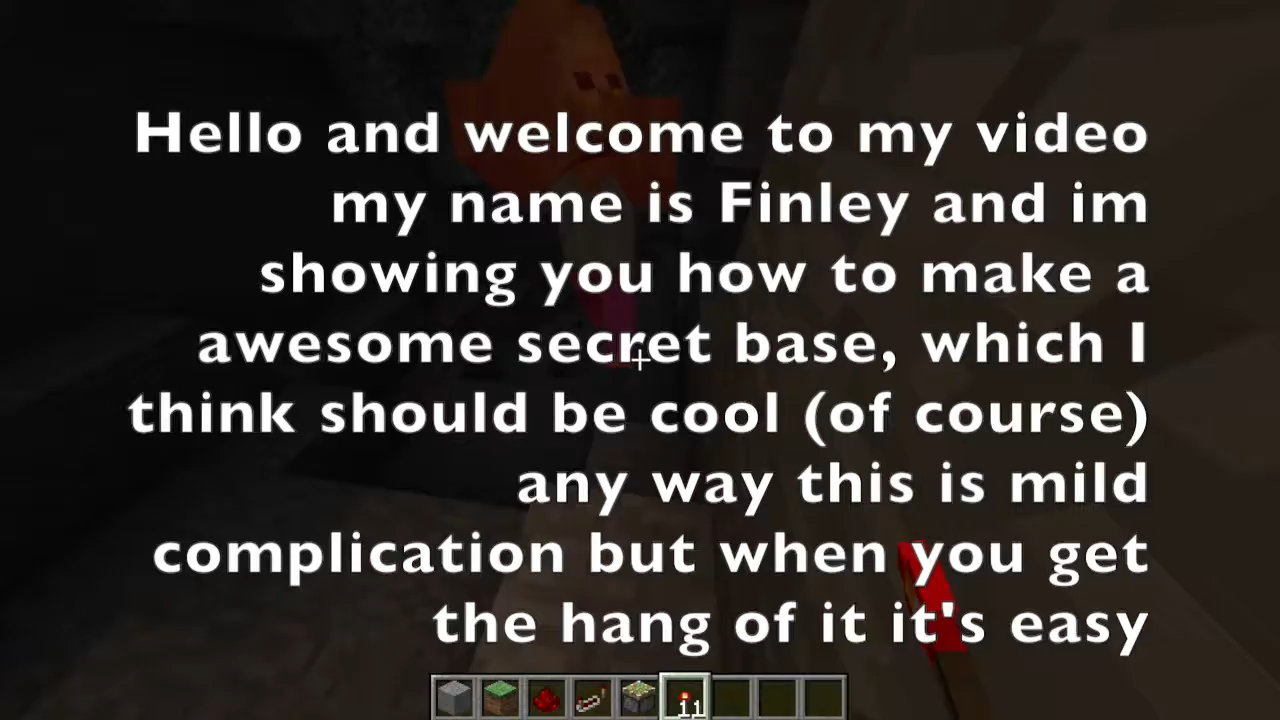 Hello and welcome to my video
my name is Finley and im
showing you how to make a
awesome secret base, which I
think should be cool (of course)
any way this is mild
complication but when you get
the hang of it it's easy
11